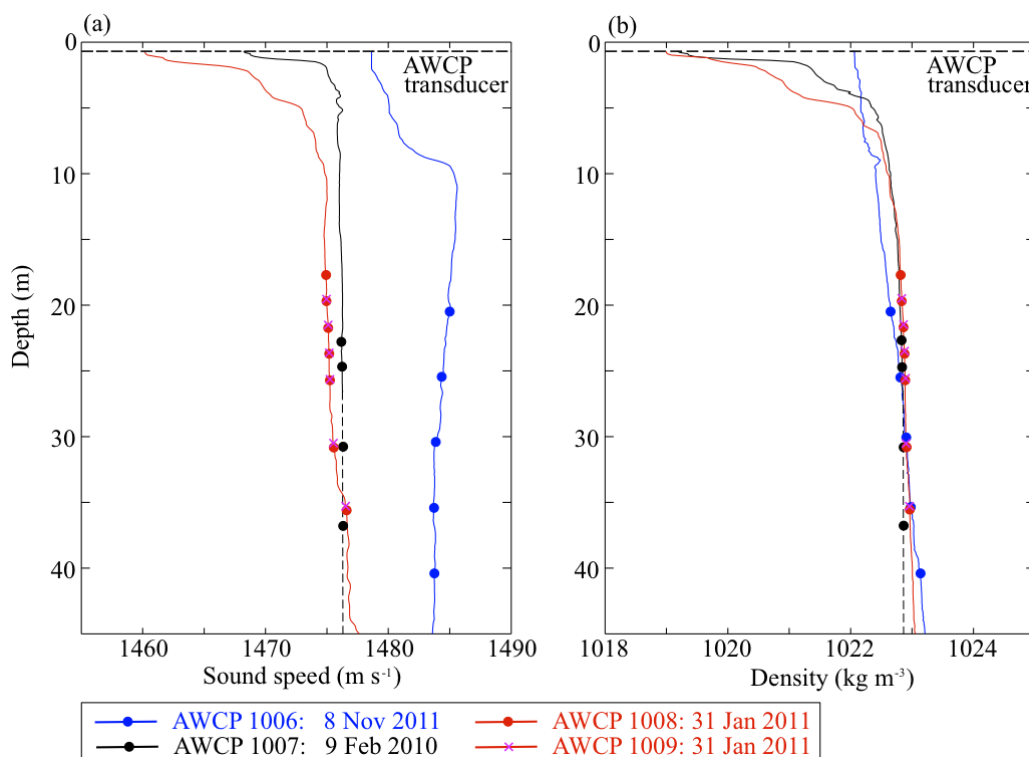 (a)
(b)
0
10
20
30
40
Depth (m)
AWCP
transducer
AWCP
transducer
1460 1470 1480 1490
Sound speed (m s⁻¹)
1018 1020 1022 1024
Density (kg m⁻³)
AWCP 1006: 8 Nov 2011
AWCP 1007: 9 Feb 2010
AWCP 1008: 31 Jan 2011
AWCP 1009: 31 Jan 2011
0
10
20
30
40